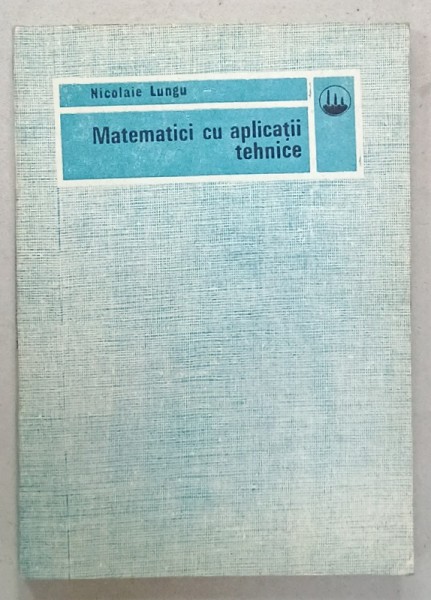 Nicolaie Lungu
Matematici cu aplicații
tehnice